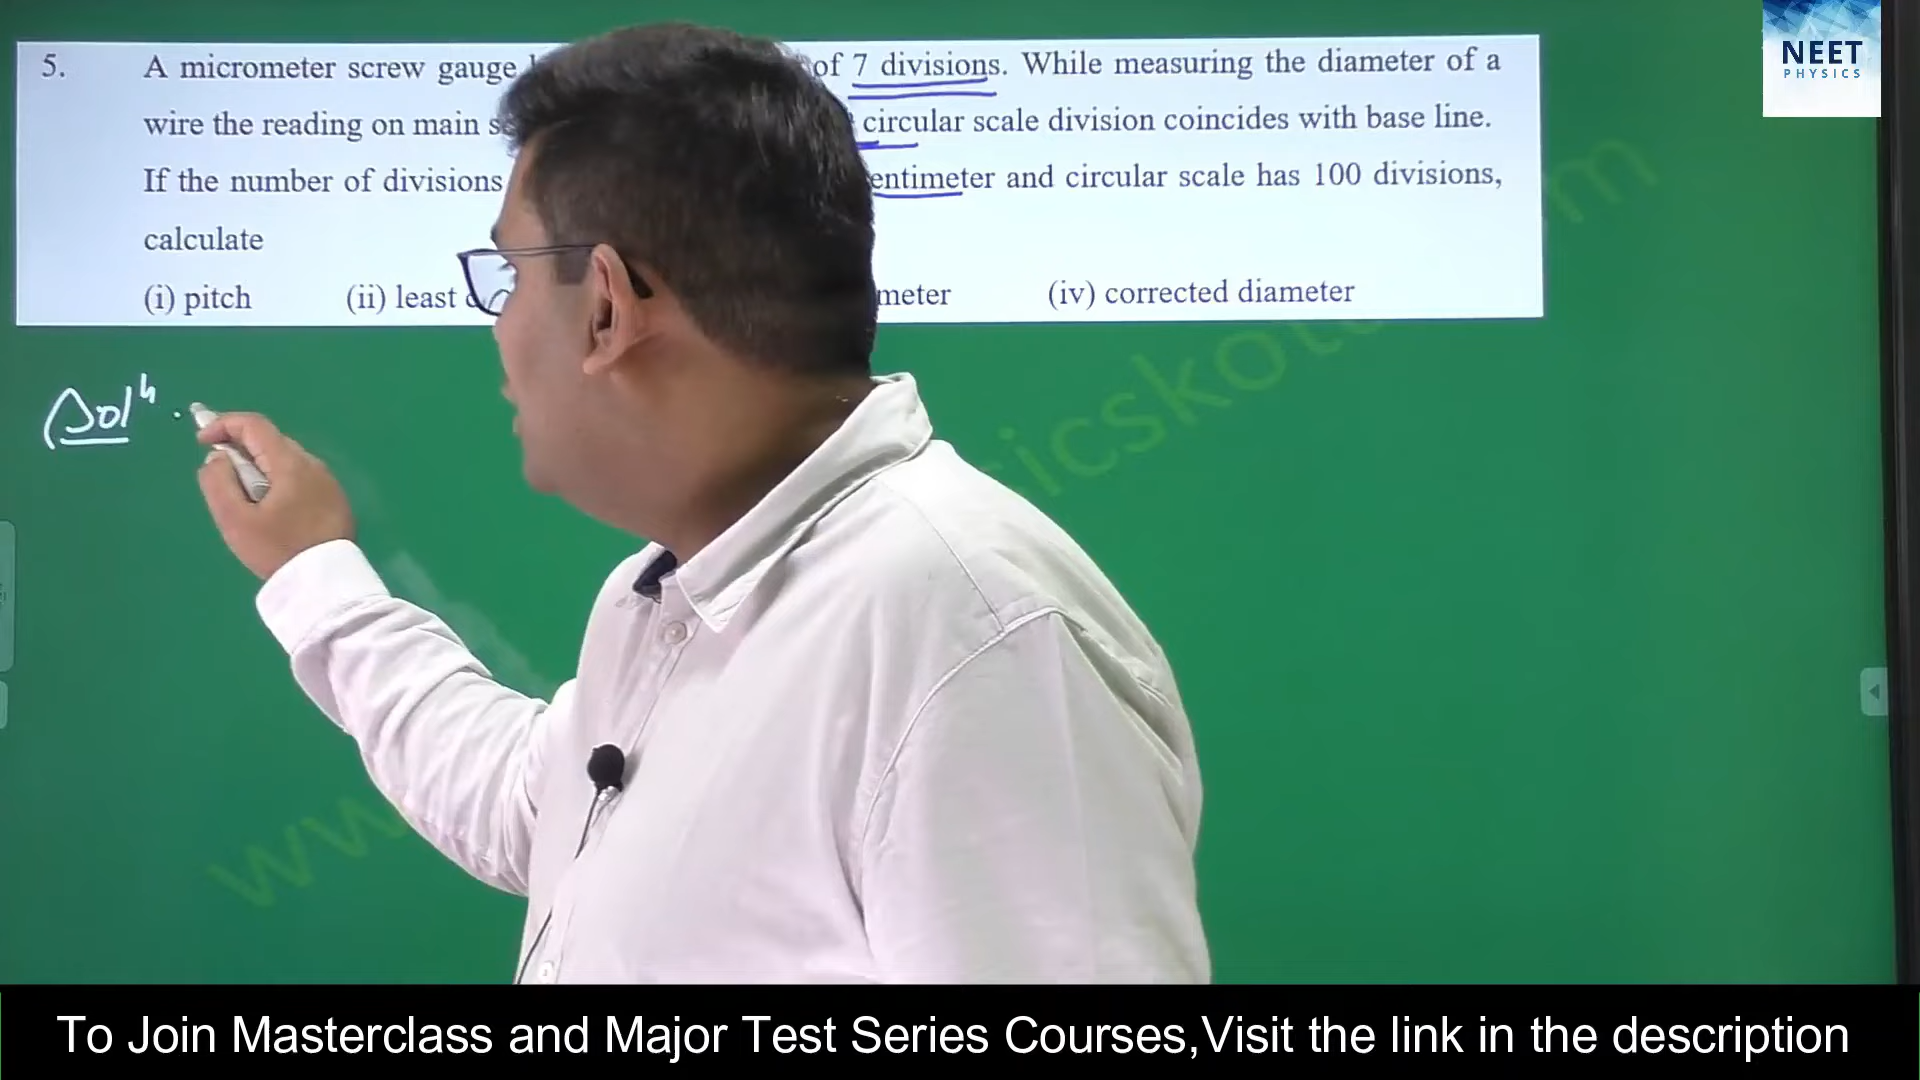 NEET
PHYSICS
5. A micrometer screw gauge of 7 divisions. While measuring the diameter of a
wire the reading on main circular scale division coincides with base line.
If the number of divisions entimeter and circular scale has 100 divisions,
calculate
(i) pitch (ii) least meter (iv) corrected diameter
Solⁿ
icskot
www
m
To Join Masterclass and Major Test Series Courses,Visit the link in the description